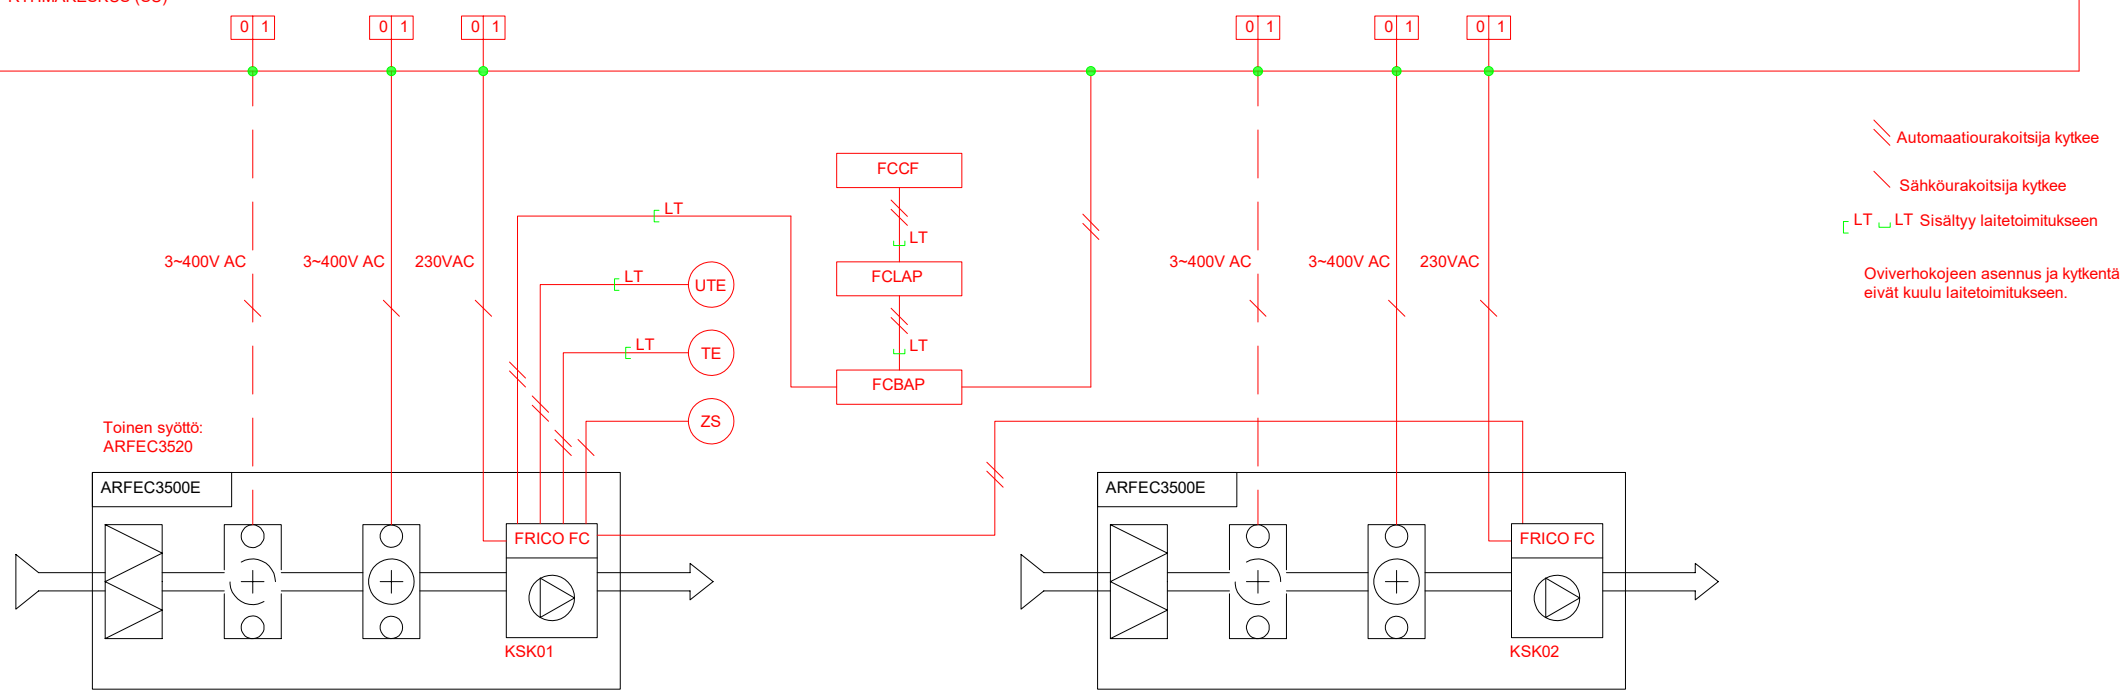 0 1
0 1
0 1
0 1
0 1
0 1
Automaatiourakoitsija kytkee
FCCF
Sähköurakoitsija kytkee
LT
LT LT Sisältyy laitetoimitukseen
LT
3~400V AC
3~400V AC
230VAC
3~400V AC
3~400V AC
230VAC
LT
UTE
FCLAP
Oviverhokojeen asennus ja kytkentä
eivät kuulu laitetoimitukseen.
LT
TE
LT
FCBAP
ZS
Toinen syöttö:
ARFEC3520
ARFEC3500E
ARFEC3500E
FRICO FC
FRICO FC
KSK01
KSK02